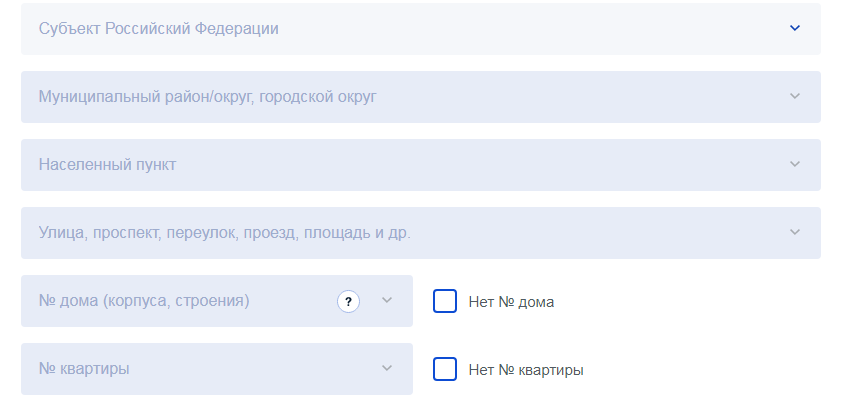 Субъект Российский Федерации
Муниципальный район/округ, городской округ
Населенный пункт
Улица, проспект, переулок, проезд, площадь и др.
№ дома (корпуса, строения) ? Нет № дома
№ квартиры Нет № квартиры